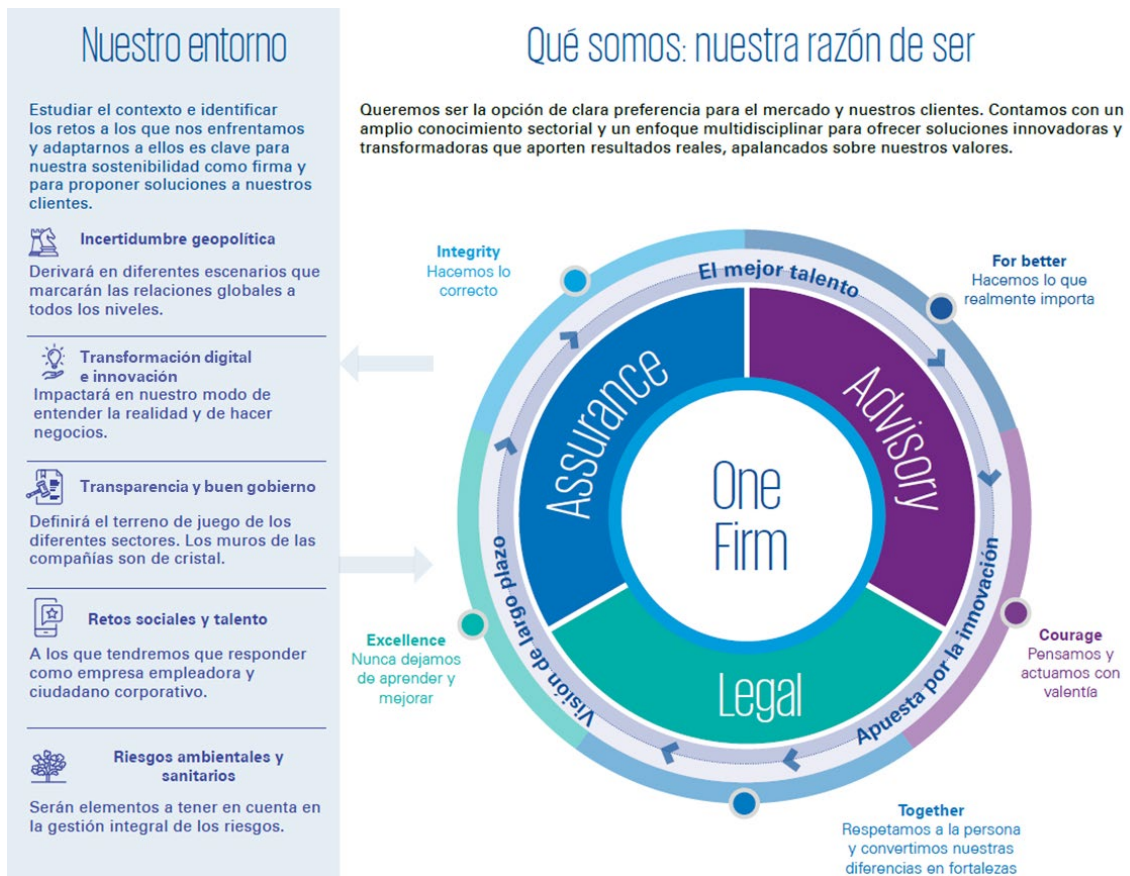 Nuestro entorno
Estudiar el contexto e identificar
los retos a los que nos enfrentamos
y adaptarnos a ellos es clave para
nuestra sostenibilidad como firma y
para proponer soluciones a nuestros
clientes.
Incertidumbre geopolítica
Derivará en diferentes escenarios que
marcarán las relaciones globales a
todos los niveles.
Transformación digital
e innovación
Impactará en nuestro modo de
entender la realidad y de hacer
negocios.
Transparencia y buen gobierno
Definirá el terreno de juego de los
diferentes sectores. Los muros de las
compañías son de cristal.
Retos sociales y talento
A los que tendremos que responder
como empresa empleadora y
ciudadano corporativo.
Riesgos ambientales y
sanitarios
Serán elementos a tener en cuenta en
la gestión integral de los riesgos.
Qué somos: nuestra razón de ser
Queremos ser la opción de clara preferencia para el mercado y nuestros clientes. Contamos con un
amplio conocimiento sectorial y un enfoque multidisciplinar para ofrecer soluciones innovadoras y
transformadoras que aporten resultados reales, apalancados sobre nuestros valores.
Integrity
Hacemos lo
correcto
For better
Hacemos lo que
realmente importa
El mejor talento
Assurance
Advisory
One
Firm
Legal
Visión de largo plazo
Apuesta por la innovación
Excellence
Nunca dejamos
de aprender y
mejorar
Courage
Pensamos y
actuamos con
valentía
Together
Respetamos a la persona
y convertimos nuestras
diferencias en fortalezas